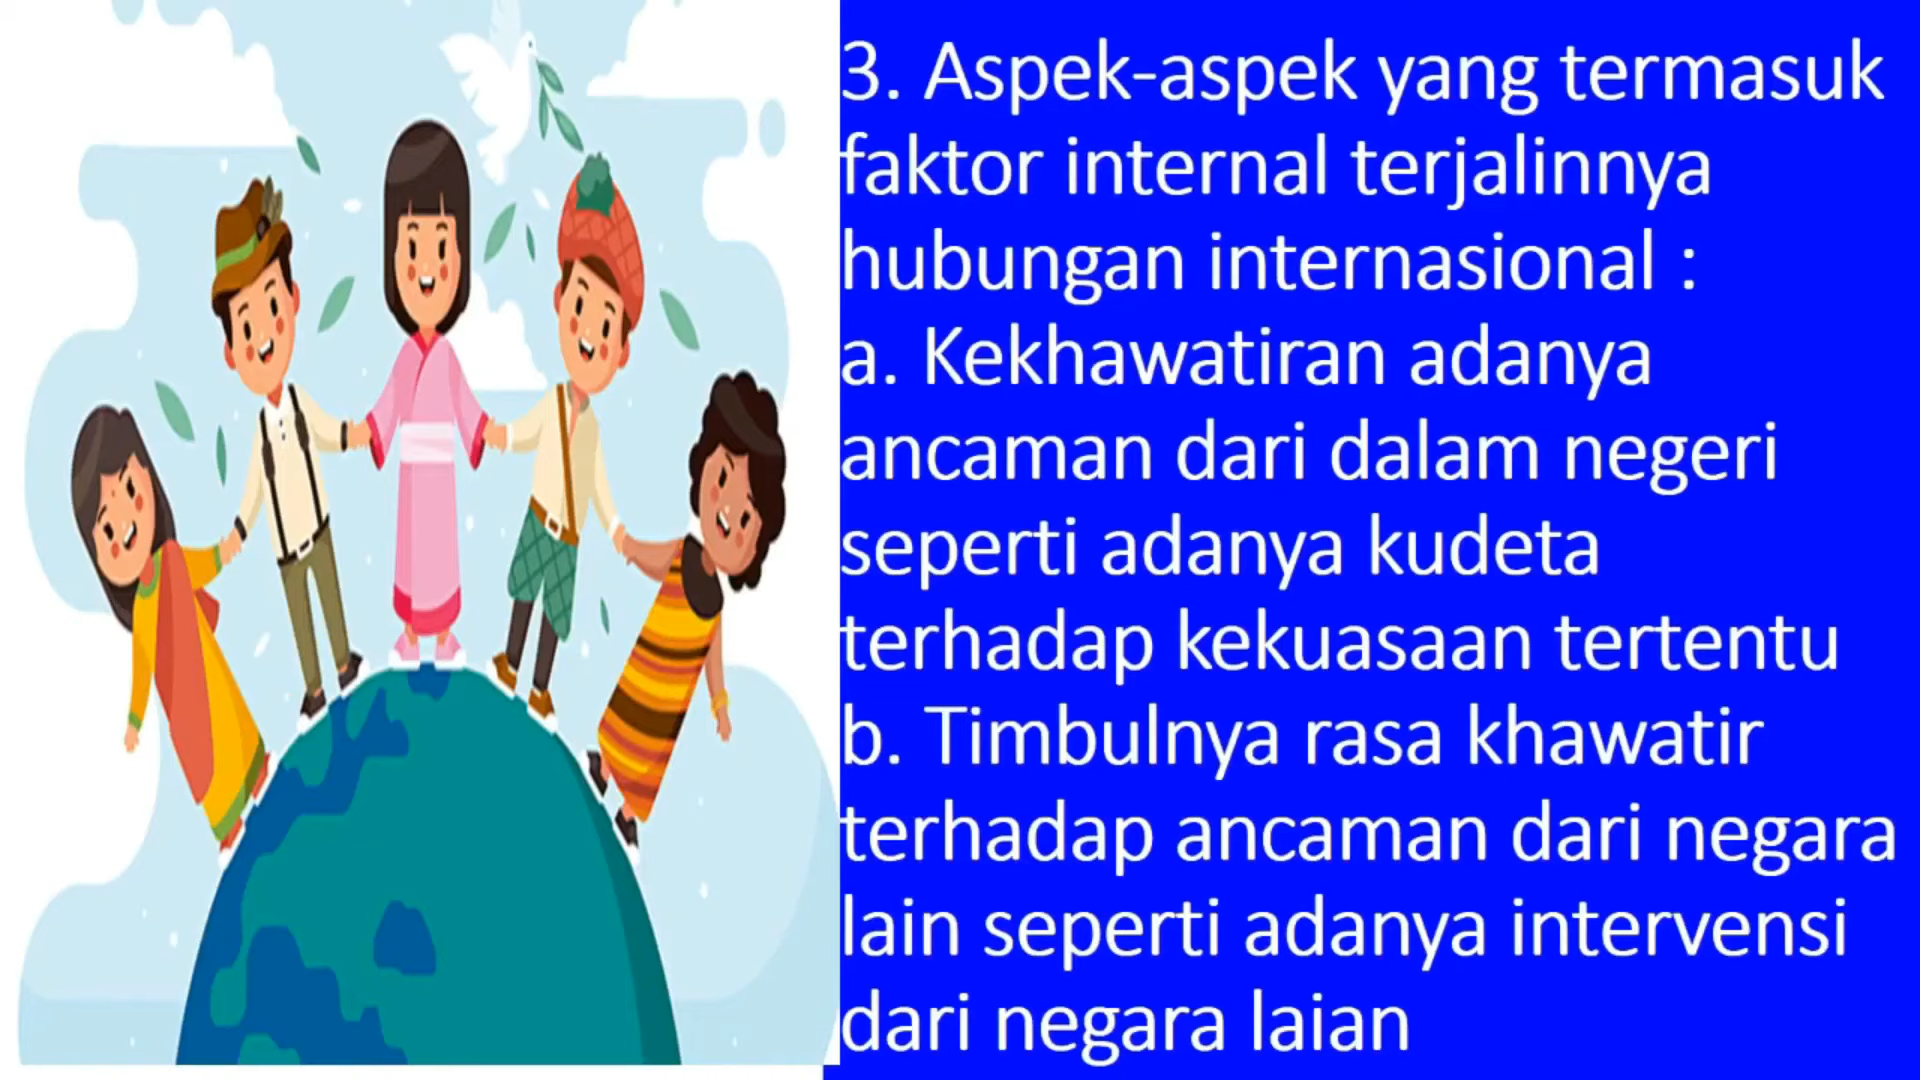 3. Aspek-aspek yang termasuk
faktor internal terjalinnya
hubungan internasional :
a. Kekhawatiran adanya
ancaman dari dalam negeri
seperti adanya kudeta
terhadap kekuasaan tertentu
b. Timbulnya rasa khawatir
terhadap ancaman dari negara
lain seperti adanya intervensi
dari negara laian